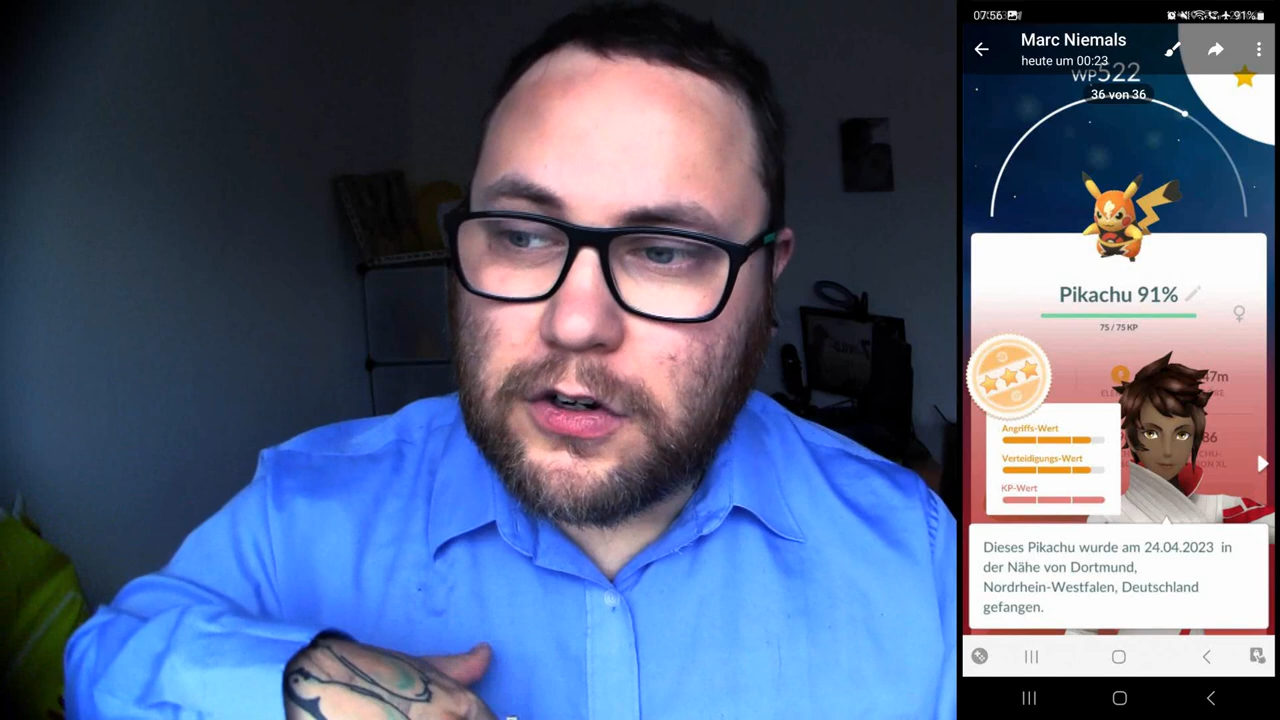 07:56
91%
Marc Niemals
heute um 00:23
WP522
36 von 36
Pikachu 91%
75 / 75 KP
47m
86
Angriffs-Wert
Verteidigungs-Wert
KP-Wert
Dieses Pikachu wurde am 24.04.2023 in
der Nähe von Dortmund,
Nordrhein-Westfalen, Deutschland
gefangen.